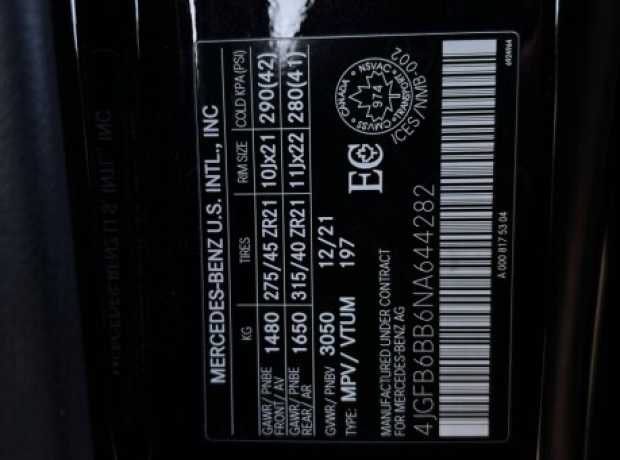 MERCEDES-BENZ U.S. INTL., INC
KG TIRES RIM SIZE COLD KPA (PSI)
GAWR / PNBE
FRONT / AV 1480 275/45 ZR21 10Jx21 290(42)
GAWR / PNBE
REAR / AR 1650 315/40 ZR21 11Jx22 280(41)
GVWR / PNBV 3050 12/21
TYPE: MPV/ VTUM 197
MANUFACTURED UNDER CONTRACT
FOR MERCEDES-BENZ AG
EC
CANADA
NSVAC
974
TRANSPORT
CMVSS
ICES/NMB-002
4JGFB6BB6NA644282
A 000 817 53 04
6924964